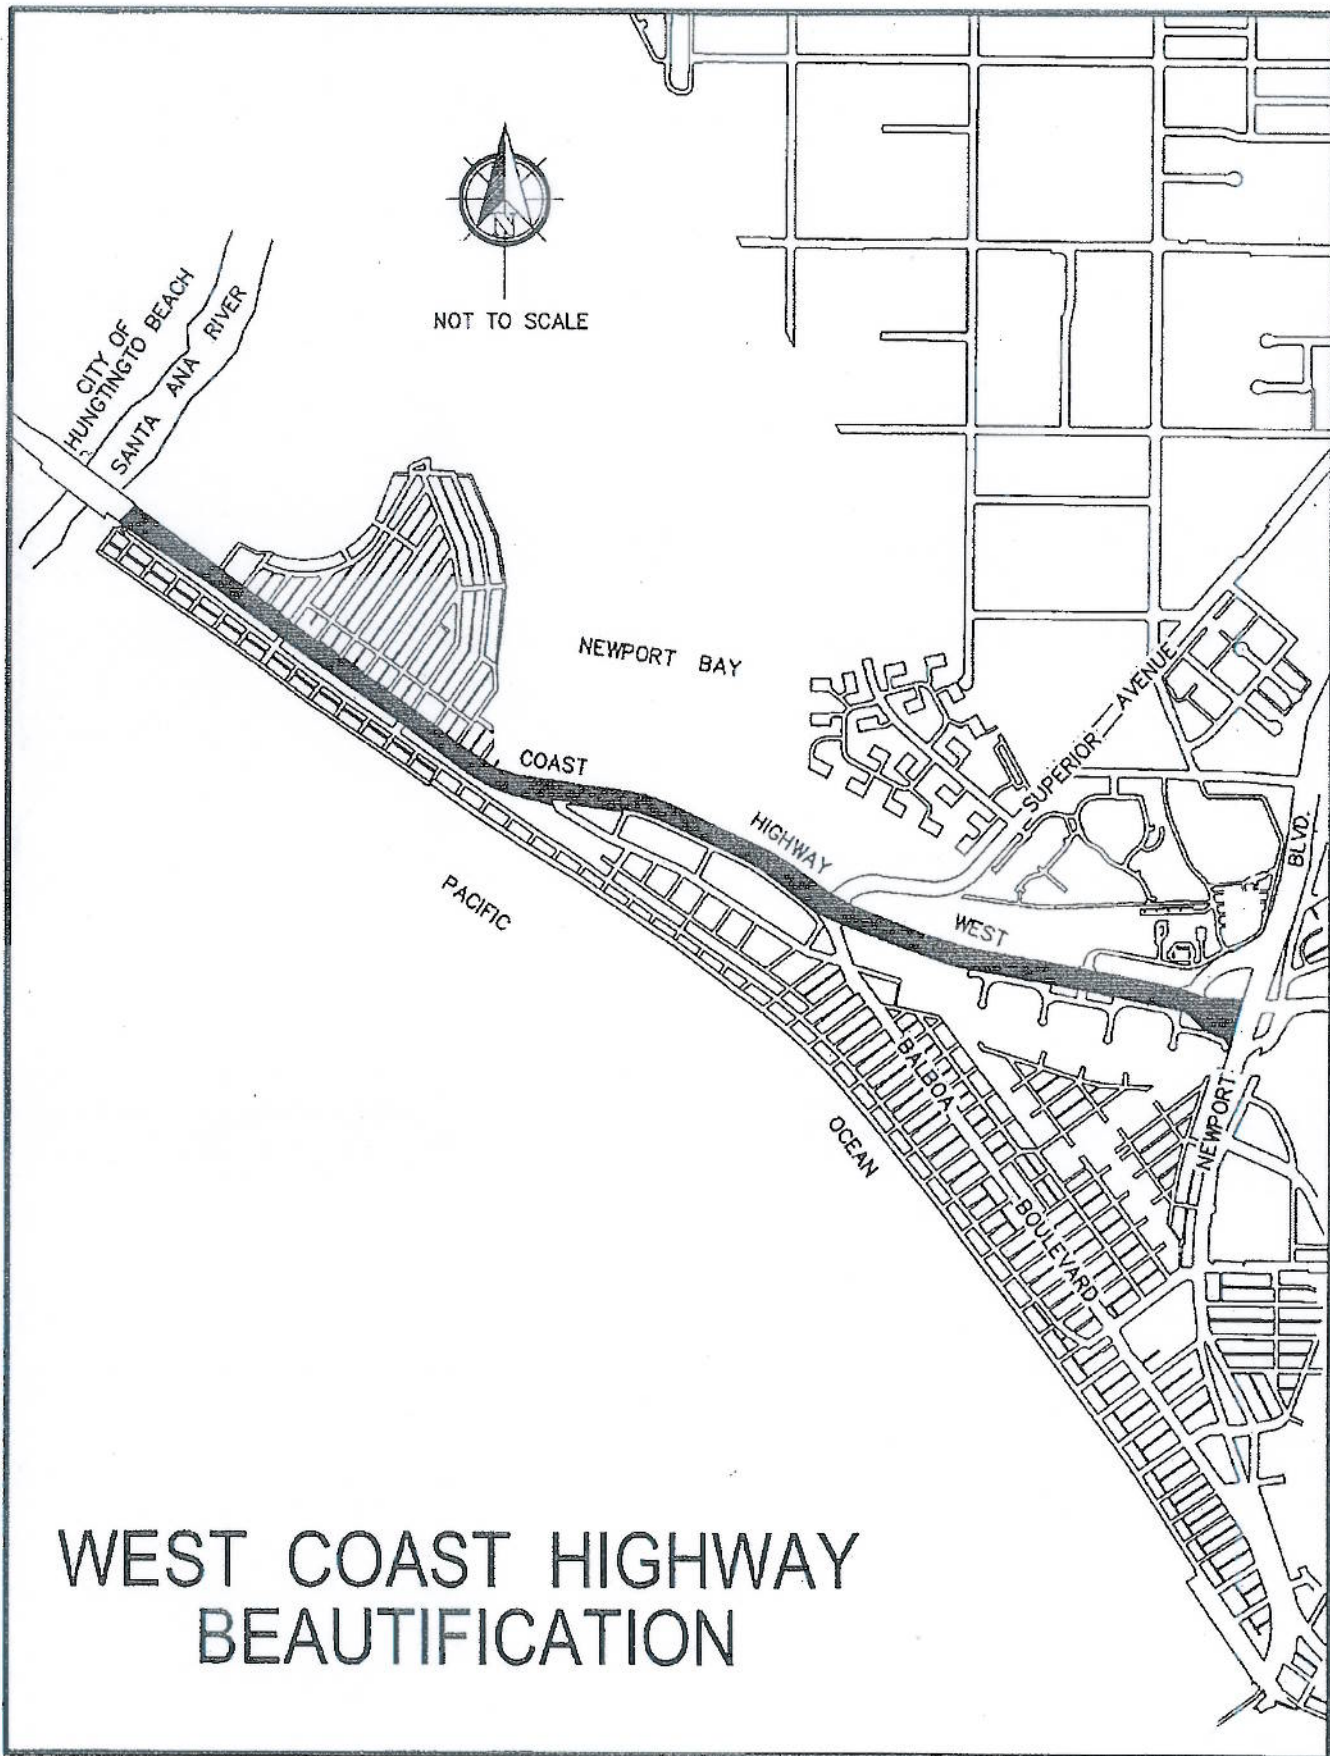 N
NOT TO SCALE
CITY OF
HUNGTINGTO BEACH
SANTA ANA RIVER
NEWPORT BAY
COAST
HIGHWAY
WEST
SUPERIOR AVENUE
BLVD.
NEWPORT
PACIFIC
OCEAN
BALBOA
BOULEVARD
WEST COAST HIGHWAY
BEAUTIFICATION